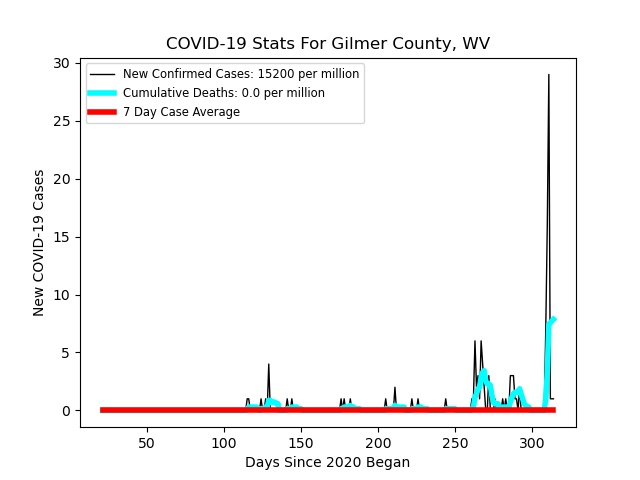 COVID-19 Stats For Gilmer County, WV
New Confirmed Cases: 15200 per million
Cumulative Deaths: 0.0 per million
7 Day Case Average
New COVID-19 Cases
30
25
20
15
10
5
0
50 100 150 200 250 300
Days Since 2020 Began